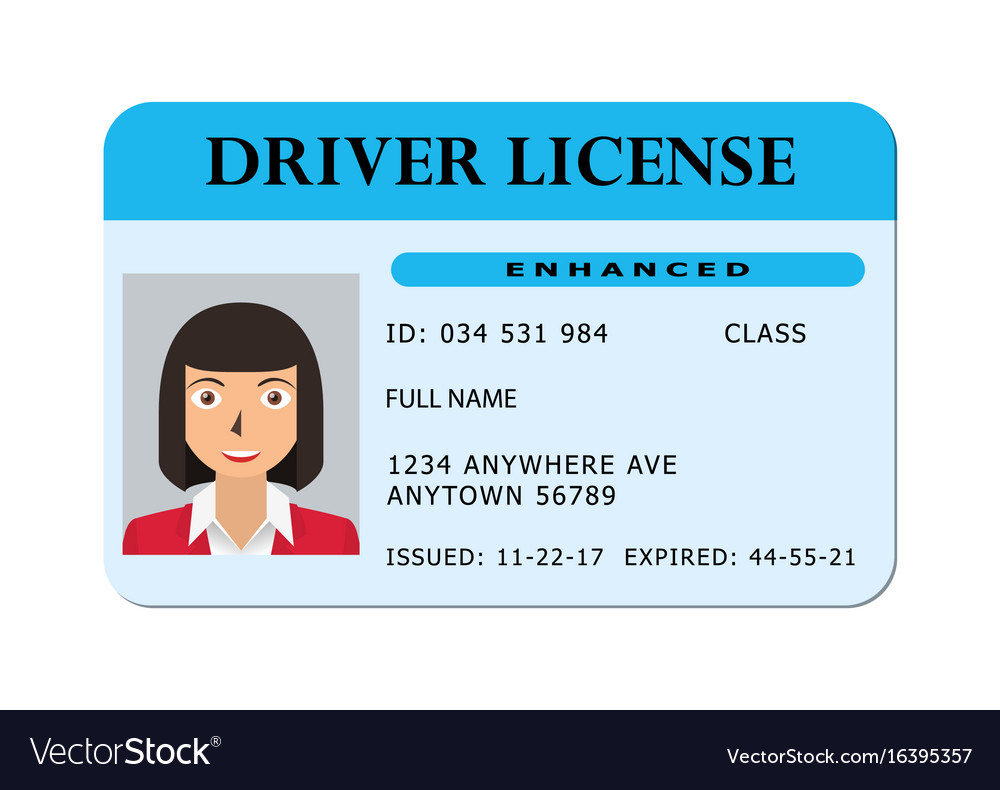 DRIVER LICENSE
ENHANCED
ID: 034 531 984 CLASS
FULL NAME
1234 ANYWHERE AVE
ANYTOWN 56789
ISSUED: 11-22-17 EXPIRED: 44-55-21
VectorStock®
VectorStock.com/16395357